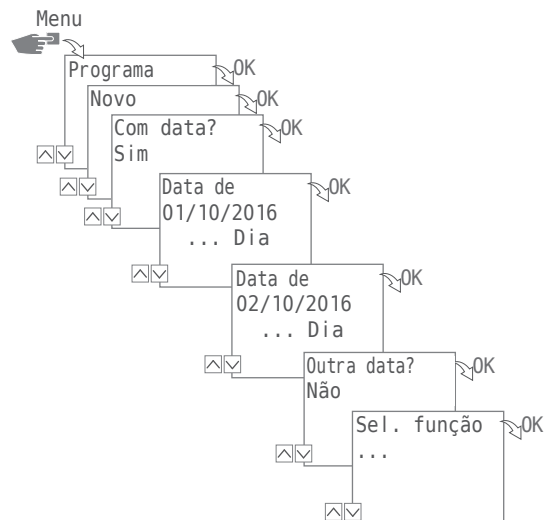 Menu
Programa
OK
Novo
OK
Com data?
OK
Sim
Data de
OK
01/10/2016
... Dia
Data de
OK
02/10/2016
... Dia
Outra data?
OK
Não
Sel. função
OK
...